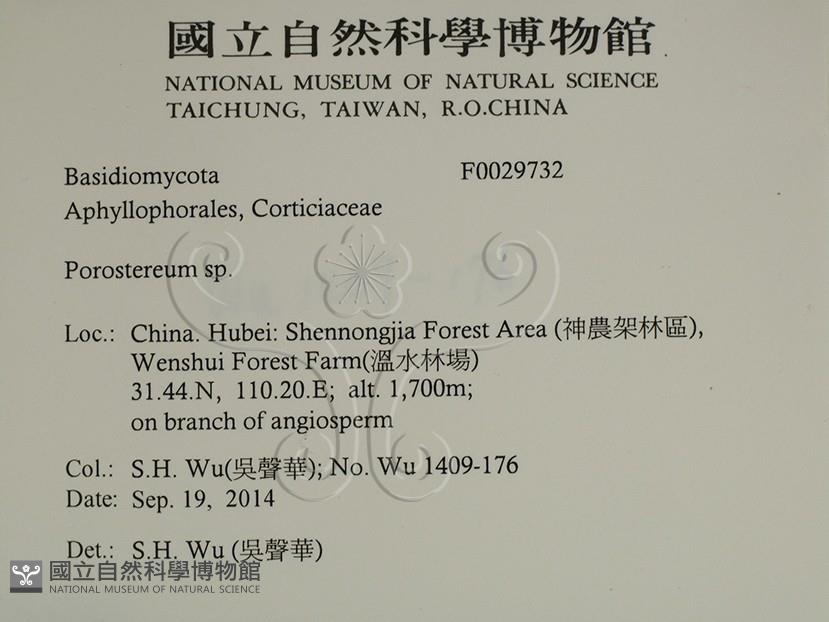 國立自然科學博物館
NATIONAL MUSEUM OF NATURAL SCIENCE
TAICHUNG, TAIWAN, R.O.CHINA
Basidiomycota F0029732
Aphyllophorales, Corticiaceae
Porostereum sp.
Loc.: China. Hubei: Shennongjia Forest Area (神農架林區),
Wenshui Forest Farm(溫水林場)
31.44.N, 110.20.E; alt. 1,700m;
on branch of angiosperm
Col.: S.H. Wu(吳聲華); No. Wu 1409-176
Date: Sep. 19, 2014
Det.: S.H. Wu (吳聲華)
國立自然科學博物館
NATIONAL MUSEUM OF NATURAL SCIENCE